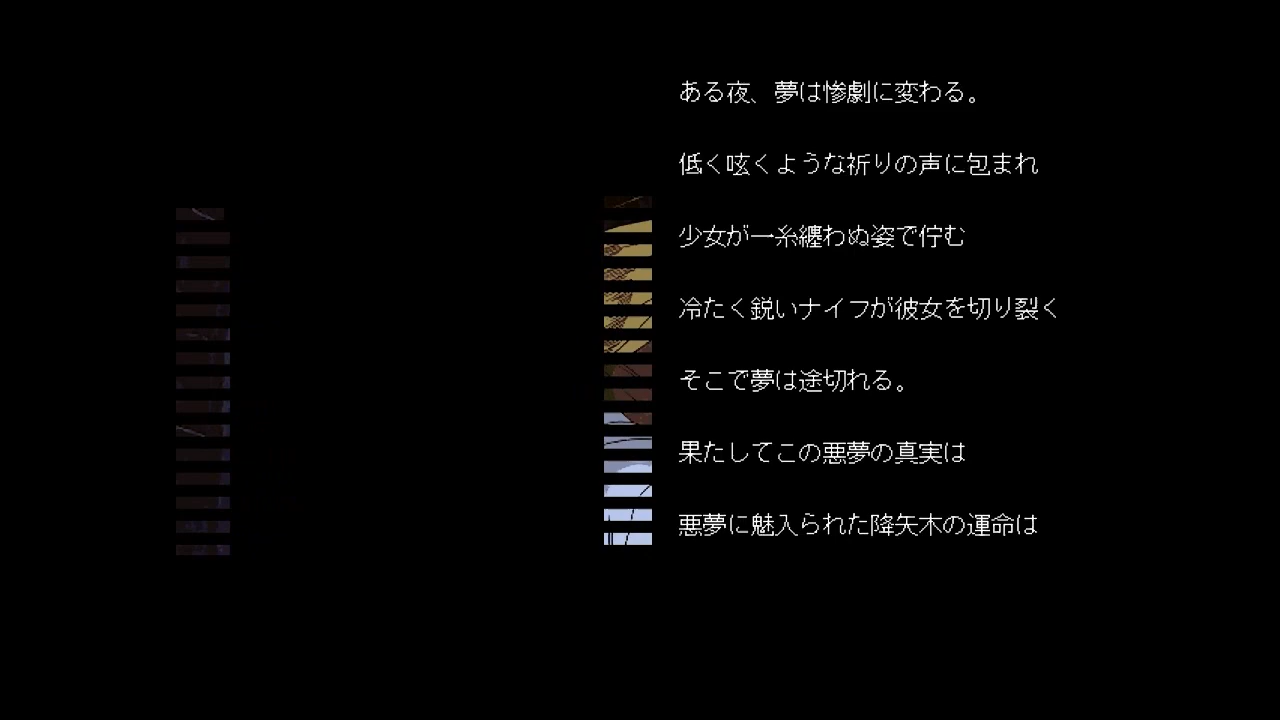 ある夜、夢は惨劇に変わる。
低く呟くような祈りの声に包まれ
少女が一糸纏わぬ姿で佇む
冷たく鋭いナイフが彼女を切り裂く
そこで夢は途切れる。
果たしてこの悪夢の真実は
悪夢に魅入られた降矢木の運命は